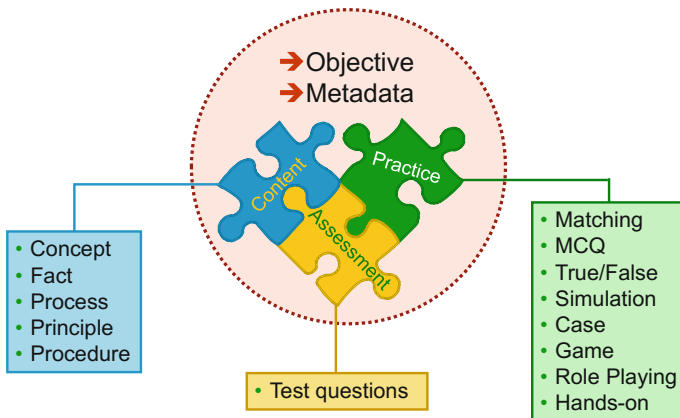 Objective
Metadata
Content
Practice
Assessment
Concept
Fact
Process
Principle
Procedure
Test questions
Matching
MCQ
True/False
Simulation
Case
Game
Role Playing
Hands-on